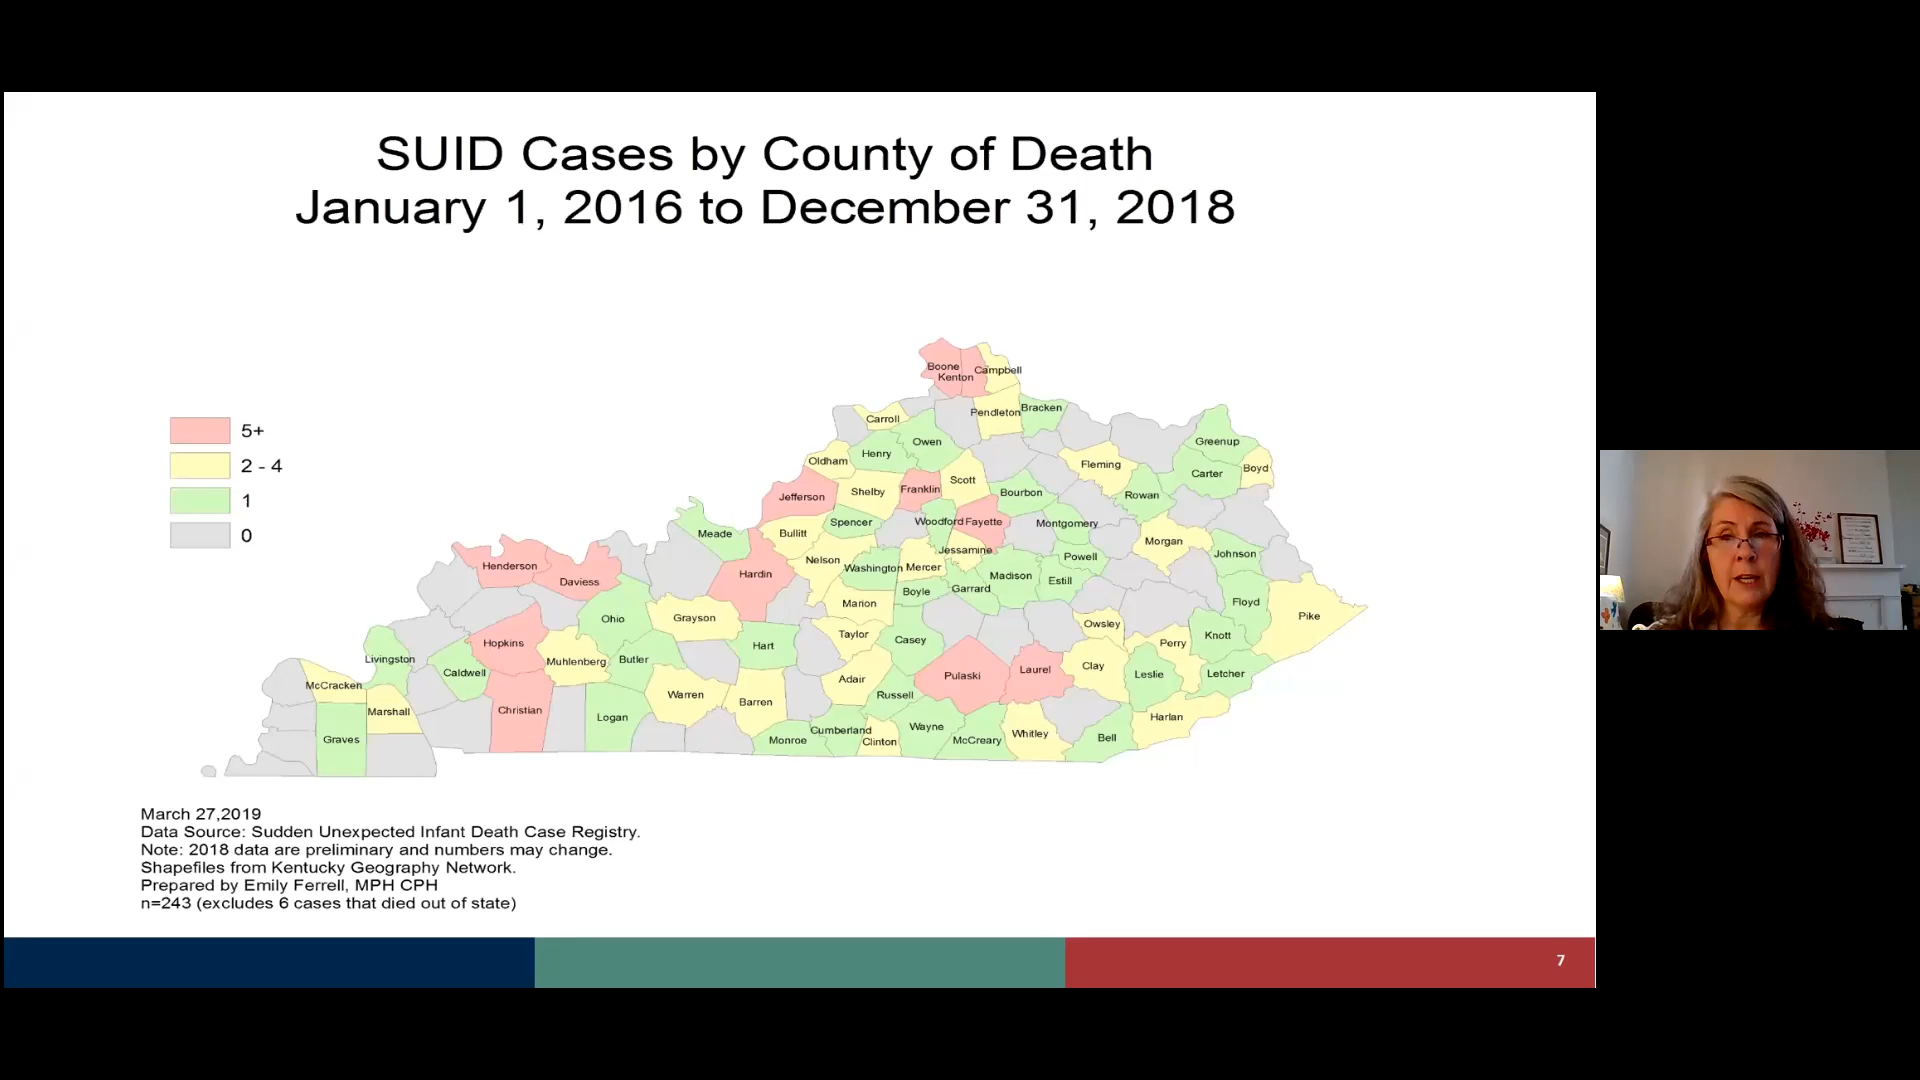 SUID Cases by County of Death
January 1, 2016 to December 31, 2018
5+
2 - 4
1
0
Boone
Kenton
Campbell
Carroll
Pendleton
Bracken
Owen
Henry
Oldham
Greenup
Fleming
Boyd
Carter
Jefferson
Shelby
Franklin
Scott
Bourbon
Rowan
Meade
Bullitt
Spencer
Woodford
Fayette
Montgomery
Morgan
Johnson
Henderson
Daviess
Hardin
Nelson
Washington
Mercer
Jessamine
Madison
Powell
Estill
Boyle
Garrard
Marion
Floyd
Pike
Ohio
Grayson
Taylor
Casey
Owsley
Perry
Knott
Hopkins
Muhlenberg
Butler
Hart
Livingston
Caldwell
Adair
Pulaski
Laurel
Clay
Leslie
Letcher
McCracken
Marshall
Christian
Logan
Warren
Barren
Russell
Graves
Monroe
Cumberland
Clinton
Wayne
McCreary
Whitley
Bell
Harlan
March 27,2019
Data Source: Sudden Unexpected Infant Death Case Registry.
Note: 2018 data are preliminary and numbers may change.
Shapefiles from Kentucky Geography Network.
Prepared by Emily Ferrell, MPH CPH
n=243 (excludes 6 cases that died out of state)
7